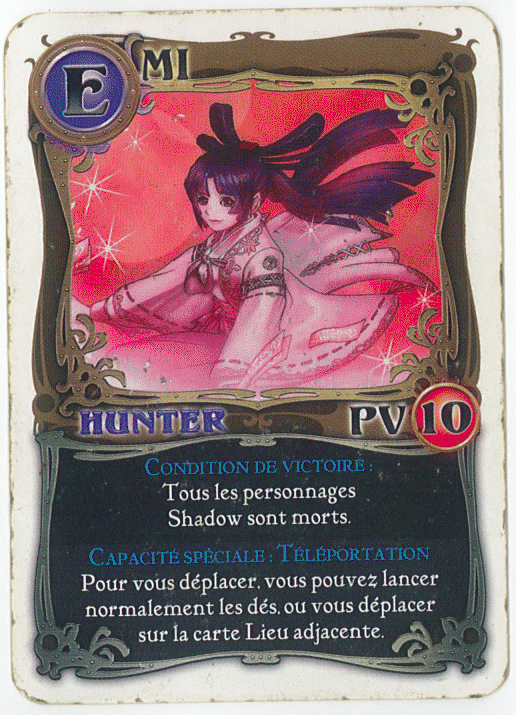 EMI
HUNTER PV 10
CONDITION DE VICTOIRE :
Tous les personnages
Shadow sont morts.
CAPACITÉ SPÉCIALE : TÉLÉPORTATION
Pour vous déplacer, vous pouvez lancer
normalement les dés, ou vous déplacer
sur la carte Lieu adjacente.